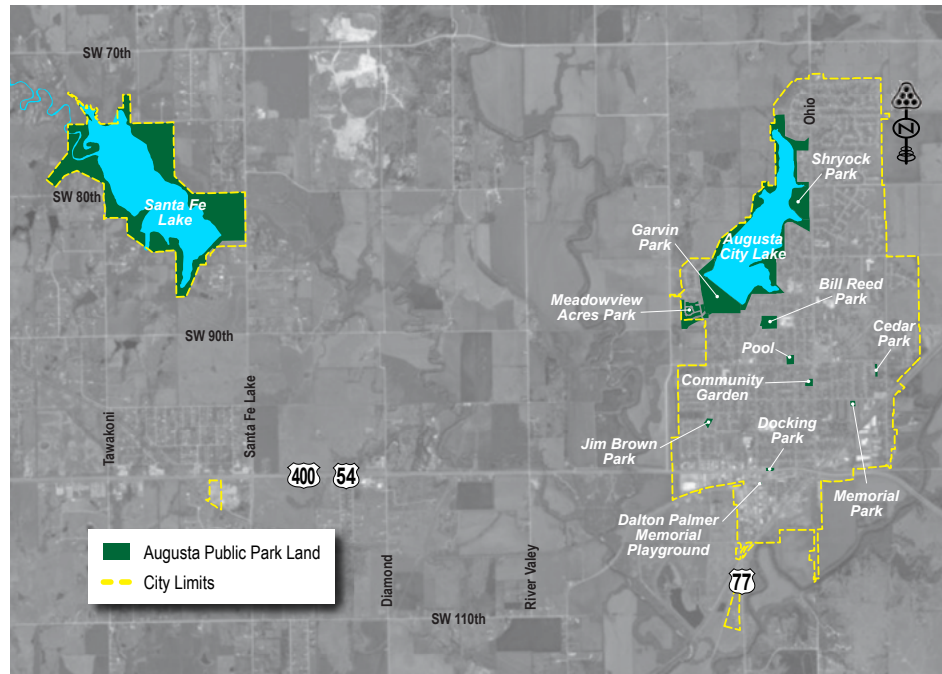 SW 70th
Ohio
N
Shryock
Park
SW 80th
Santa Fe
Lake
Garvin
Park
Augusta
City Lake
Bill Reed
Park
Meadowview
Acres Park
Cedar
Park
SW 90th
Pool
Community
Garden
Tawakoni
Santa Fe Lake
Docking
Park
Jim Brown
Park
400
54
Memorial
Park
Dalton Palmer
Memorial
Playground
Augusta Public Park Land
City Limits
Diamond
River Valey
77
SW 110th